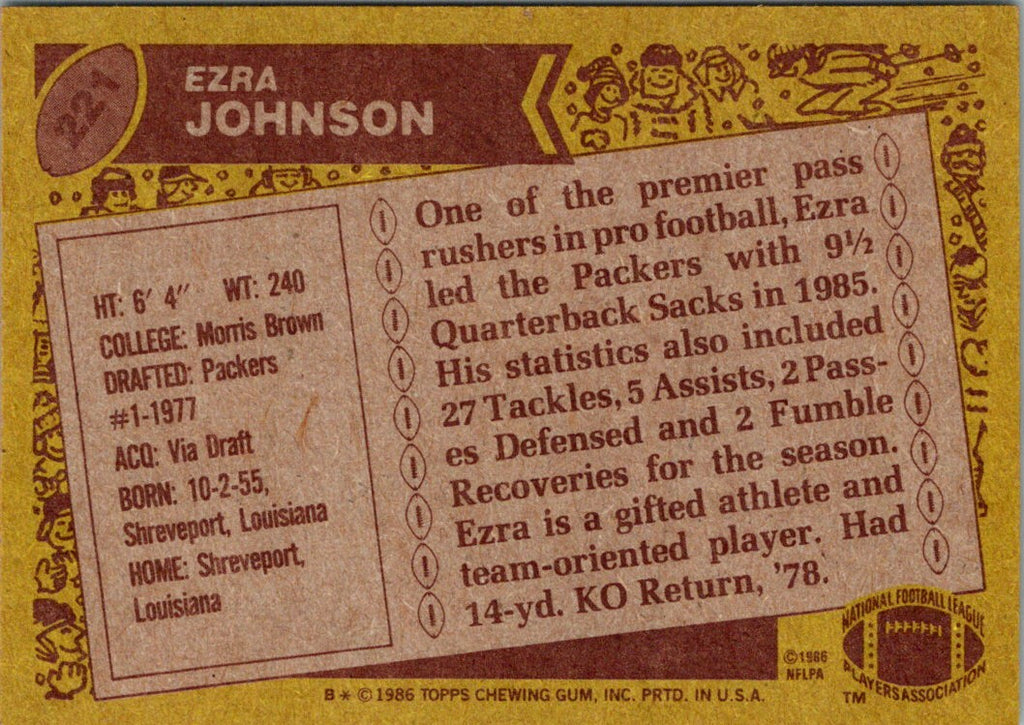 221
EZRA
JOHNSON
HT: 6' 4" WT: 240
COLLEGE: Morris Brown
DRAFTED: Packers
#1-1977
ACQ: Via Draft
BORN: 10-2-55,
Shreveport, Louisiana
HOME: Shreveport,
Louisiana
One of the premier pass
rushers in pro football, Ezra
led the Packers with 9½
Quarterback Sacks in 1985.
His statistics also included
27 Tackles, 5 Assists, 2 Pass-
es Defensed and 2 Fumble
Recoveries for the season.
Ezra is a gifted athlete and
team-oriented player. Had
14-yd. KO Return, '78.
©1986
NFLPA
NATIONAL FOOTBALL LEAGUE
PLAYERS ASSOCIATION
TM
B * © 1986 TOPPS CHEWING GUM, INC. PRTD. IN U.S.A.